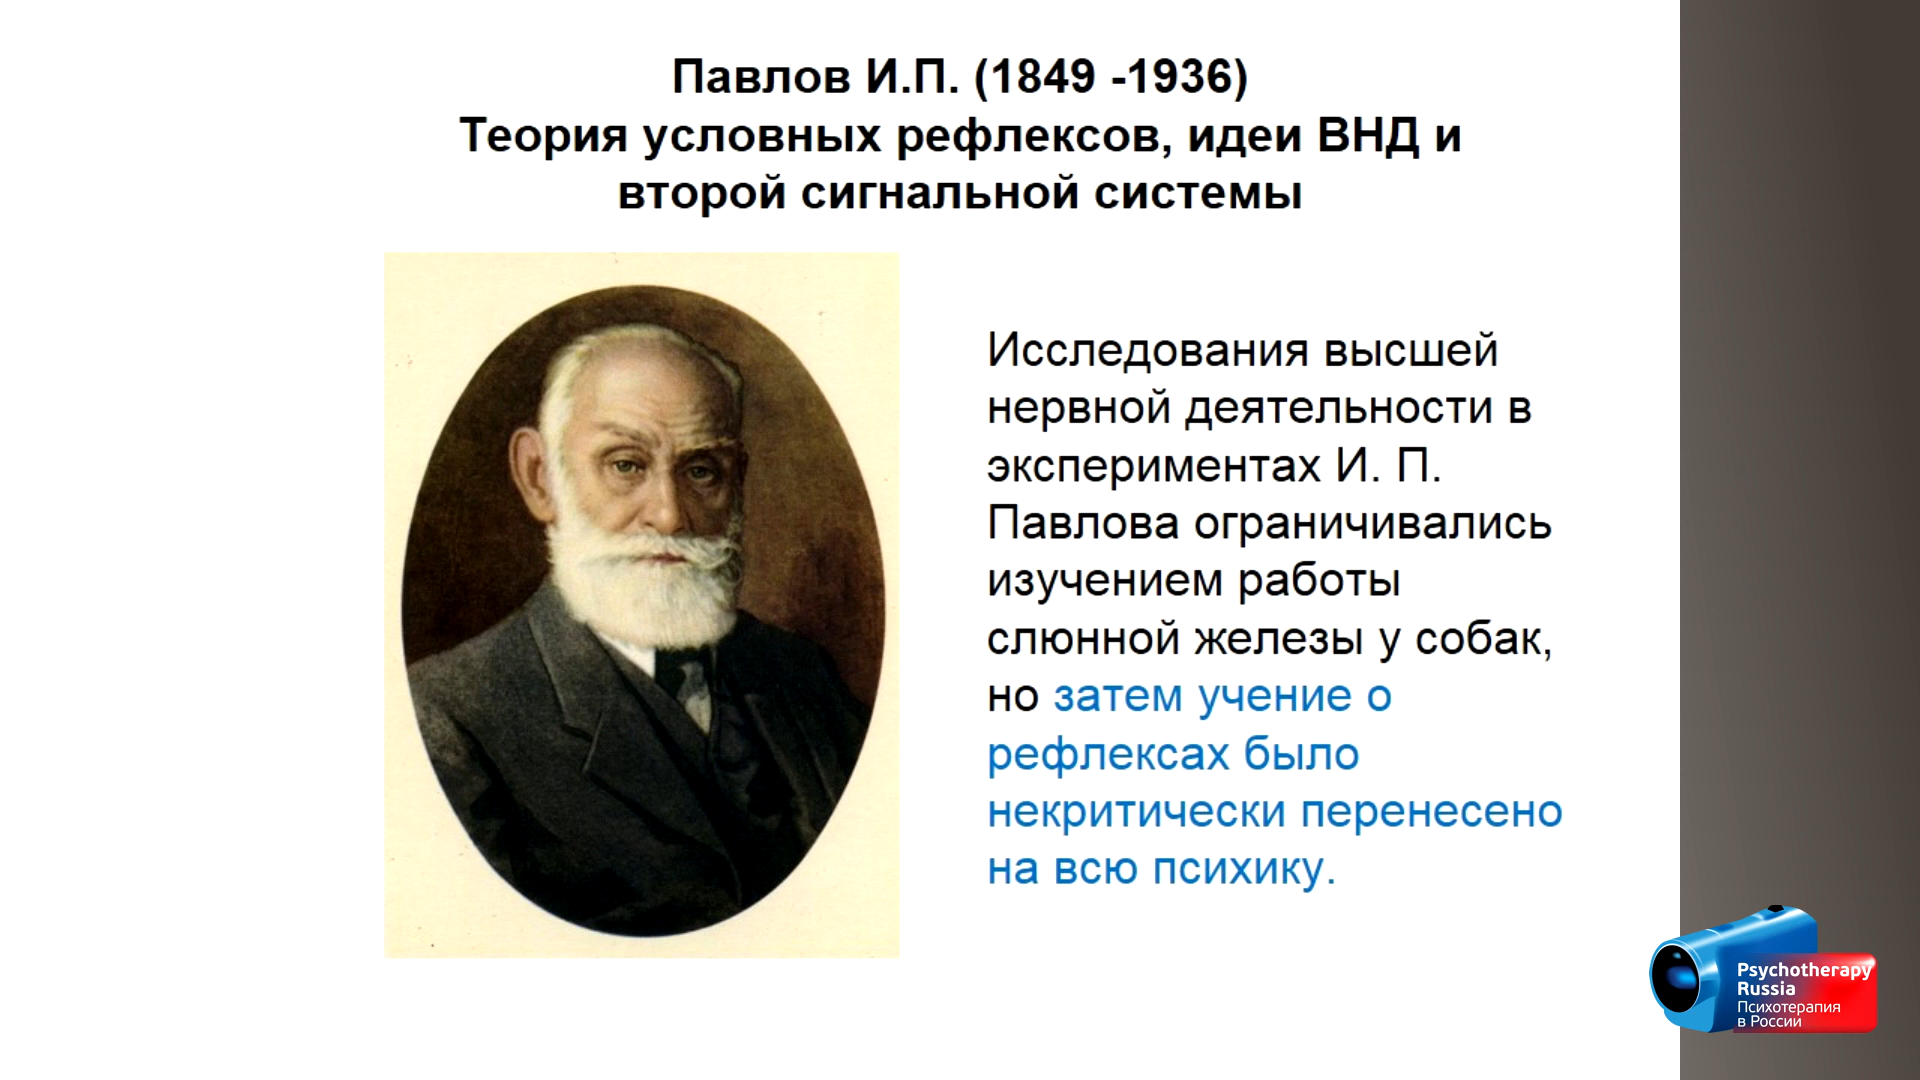 Павлов И.П. (1849 -1936)
Теория условных рефлексов, идеи ВНД и
второй сигнальной системы
Исследования высшей
нервной деятельности в
экспериментах И. П.
Павлова ограничивались
изучением работы
слюнной железы у собак,
но затем учение о
рефлексах было
некритически перенесено
на всю психику.
Psychotherapy
Russia
Психотерапия
в России